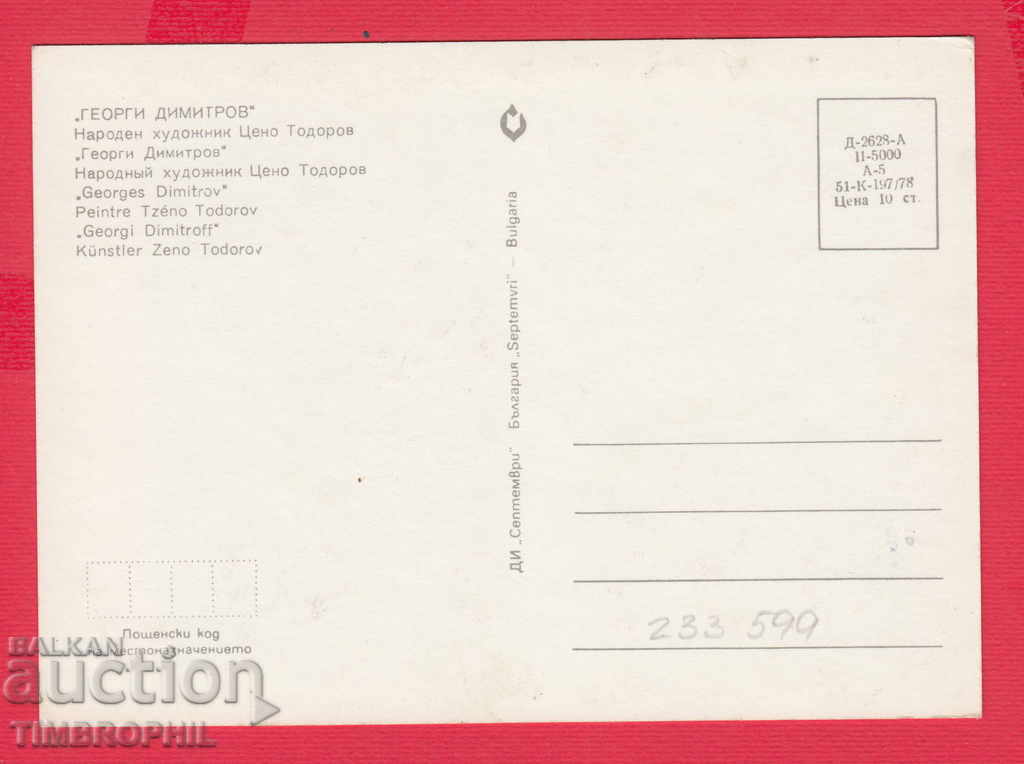 „ГЕОРГИ ДИМИТРОВ"
Народен художник Цено Тодоров
„Георги Димитров"
Народный художник Цено Тодоров
„Georges Dimitrov"
Peintre Tzéno Todorov
„Georgi Dimitroff"
Künstler Zeno Todorov
ДИ „Септември" България „Septemvri" – Bulgaria
Д-2628-А
II-5000
А-5
51-К-197/78
Цена 10 ст.
233 599
Пощенски код
на местоназначението
BALKAN
auction
TIMBROPHIL